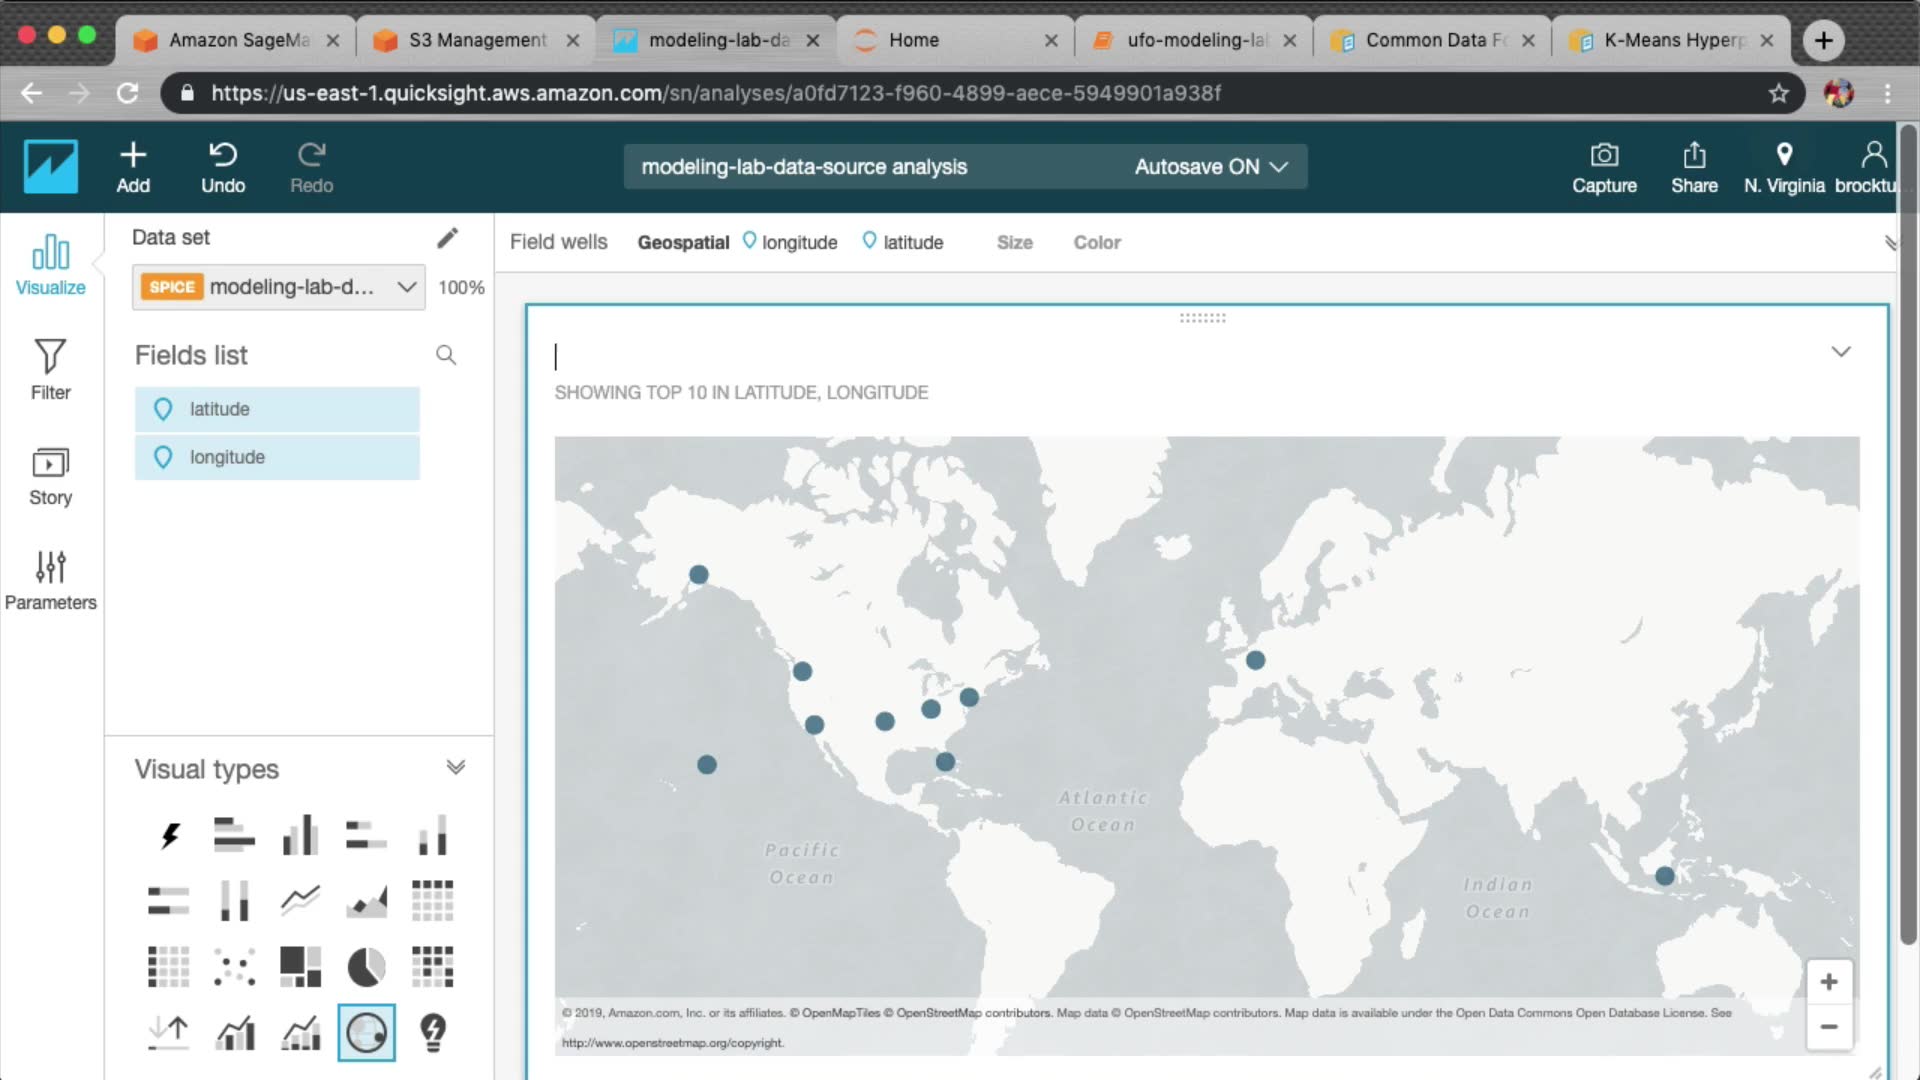 Amazon SageMa
S3 Management
modeling-lab-da
Home
ufo-modeling-la
Common Data Fo
K-Means Hyperp
https://us-east-1.quicksight.aws.amazon.com/sn/analyses/a0fd7123-f960-4899-aece-5949901a938f
Add
Undo
Redo
modeling-lab-data-source analysis
Autosave ON
Capture
Share
N. Virginia
brocktu
Visualize
Filter
Story
Parameters
Data set
SPICE modeling-lab-d... 100%
Fields list
latitude
longitude
Visual types
Field wells Geospatial longitude latitude Size Color
SHOWING TOP 10 IN LATITUDE, LONGITUDE
Atlantic
Ocean
Pacific
Ocean
Indian
Ocean
© 2019, Amazon.com, Inc. or its affiliates. © OpenMapTiles © OpenStreetMap contributors. Map data © OpenStreetMap contributors. Map data is available under the Open Data Commons Open Database License. See
http://www.openstreetmap.org/copyright.